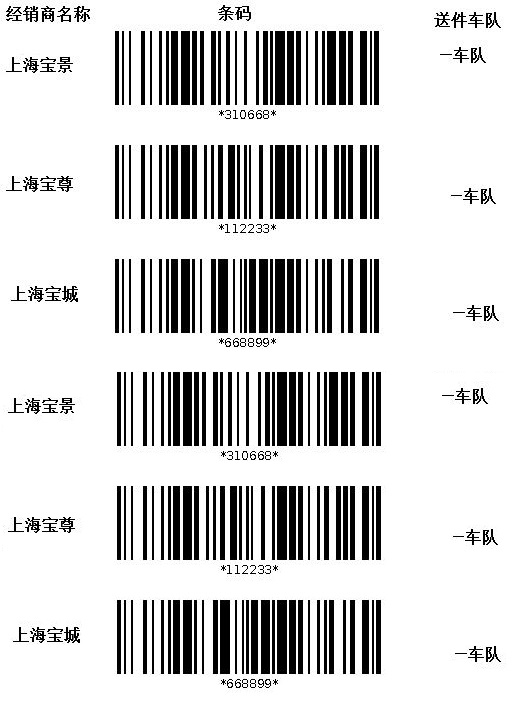 经销商名称 条码 送件车队
上海宝景 一车队
*310668*
上海宝尊 一车队
*112233*
上海宝城 一车队
*668899*
上海宝景 一车队
*310668*
上海宝尊 一车队
*112233*
上海宝城 一车队
*668899*